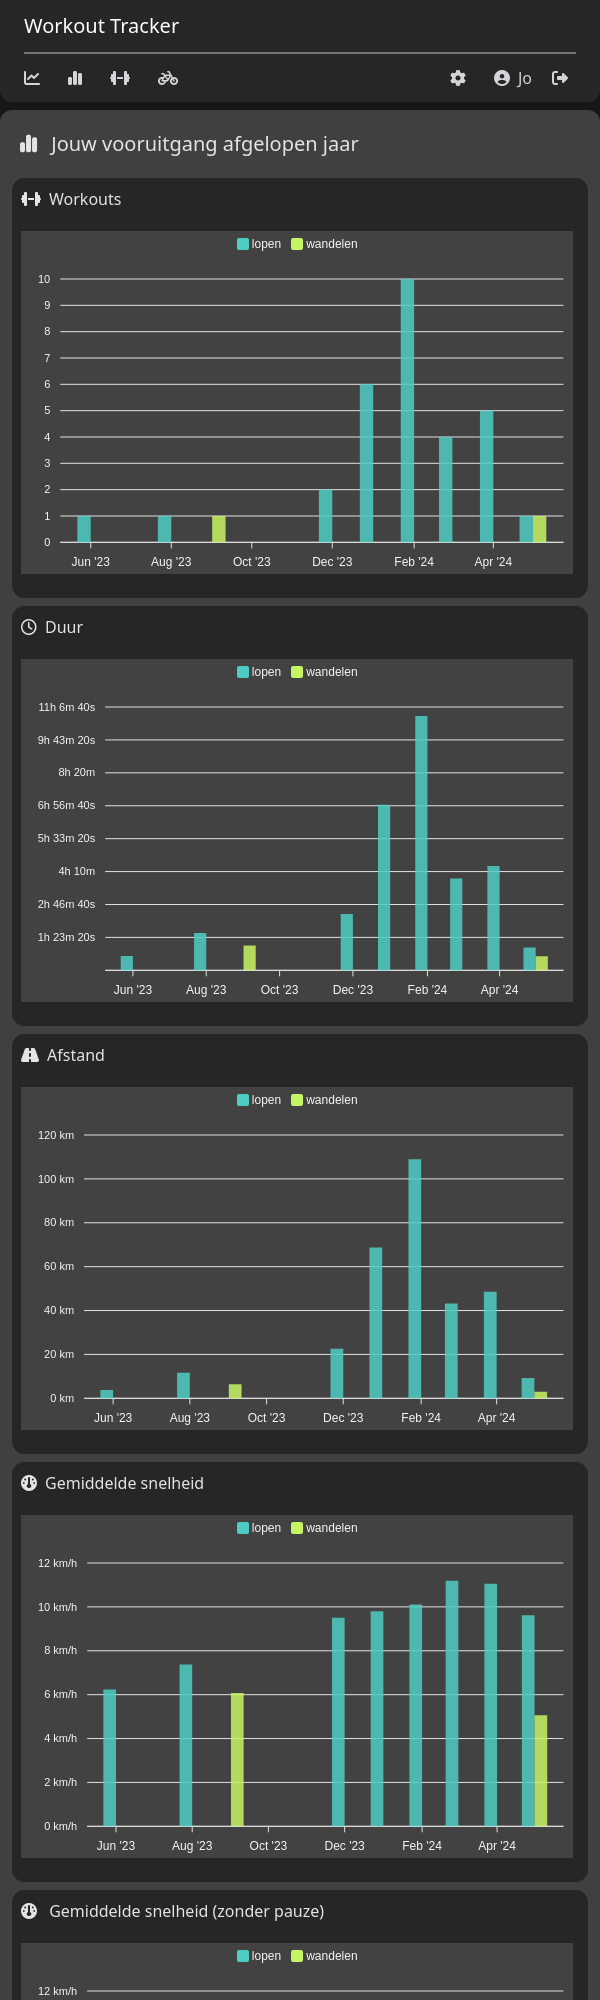 Workout Tracker
Jo
Jouw vooruitgang afgelopen jaar
Workouts
lopen wandelen
10
9
8
7
6
5
4
3
2
1
0
Jun '23 Aug '23 Oct '23 Dec '23 Feb '24 Apr '24
Duur
lopen wandelen
11h 6m 40s
9h 43m 20s
8h 20m
6h 56m 40s
5h 33m 20s
4h 10m
2h 46m 40s
1h 23m 20s
Jun '23 Aug '23 Oct '23 Dec '23 Feb '24 Apr '24
Afstand
lopen wandelen
120 km
100 km
80 km
60 km
40 km
20 km
0 km
Jun '23 Aug '23 Oct '23 Dec '23 Feb '24 Apr '24
Gemiddelde snelheid
lopen wandelen
12 km/h
10 km/h
8 km/h
6 km/h
4 km/h
2 km/h
0 km/h
Jun '23 Aug '23 Oct '23 Dec '23 Feb '24 Apr '24
Gemiddelde snelheid (zonder pauze)
lopen wandelen
12 km/h